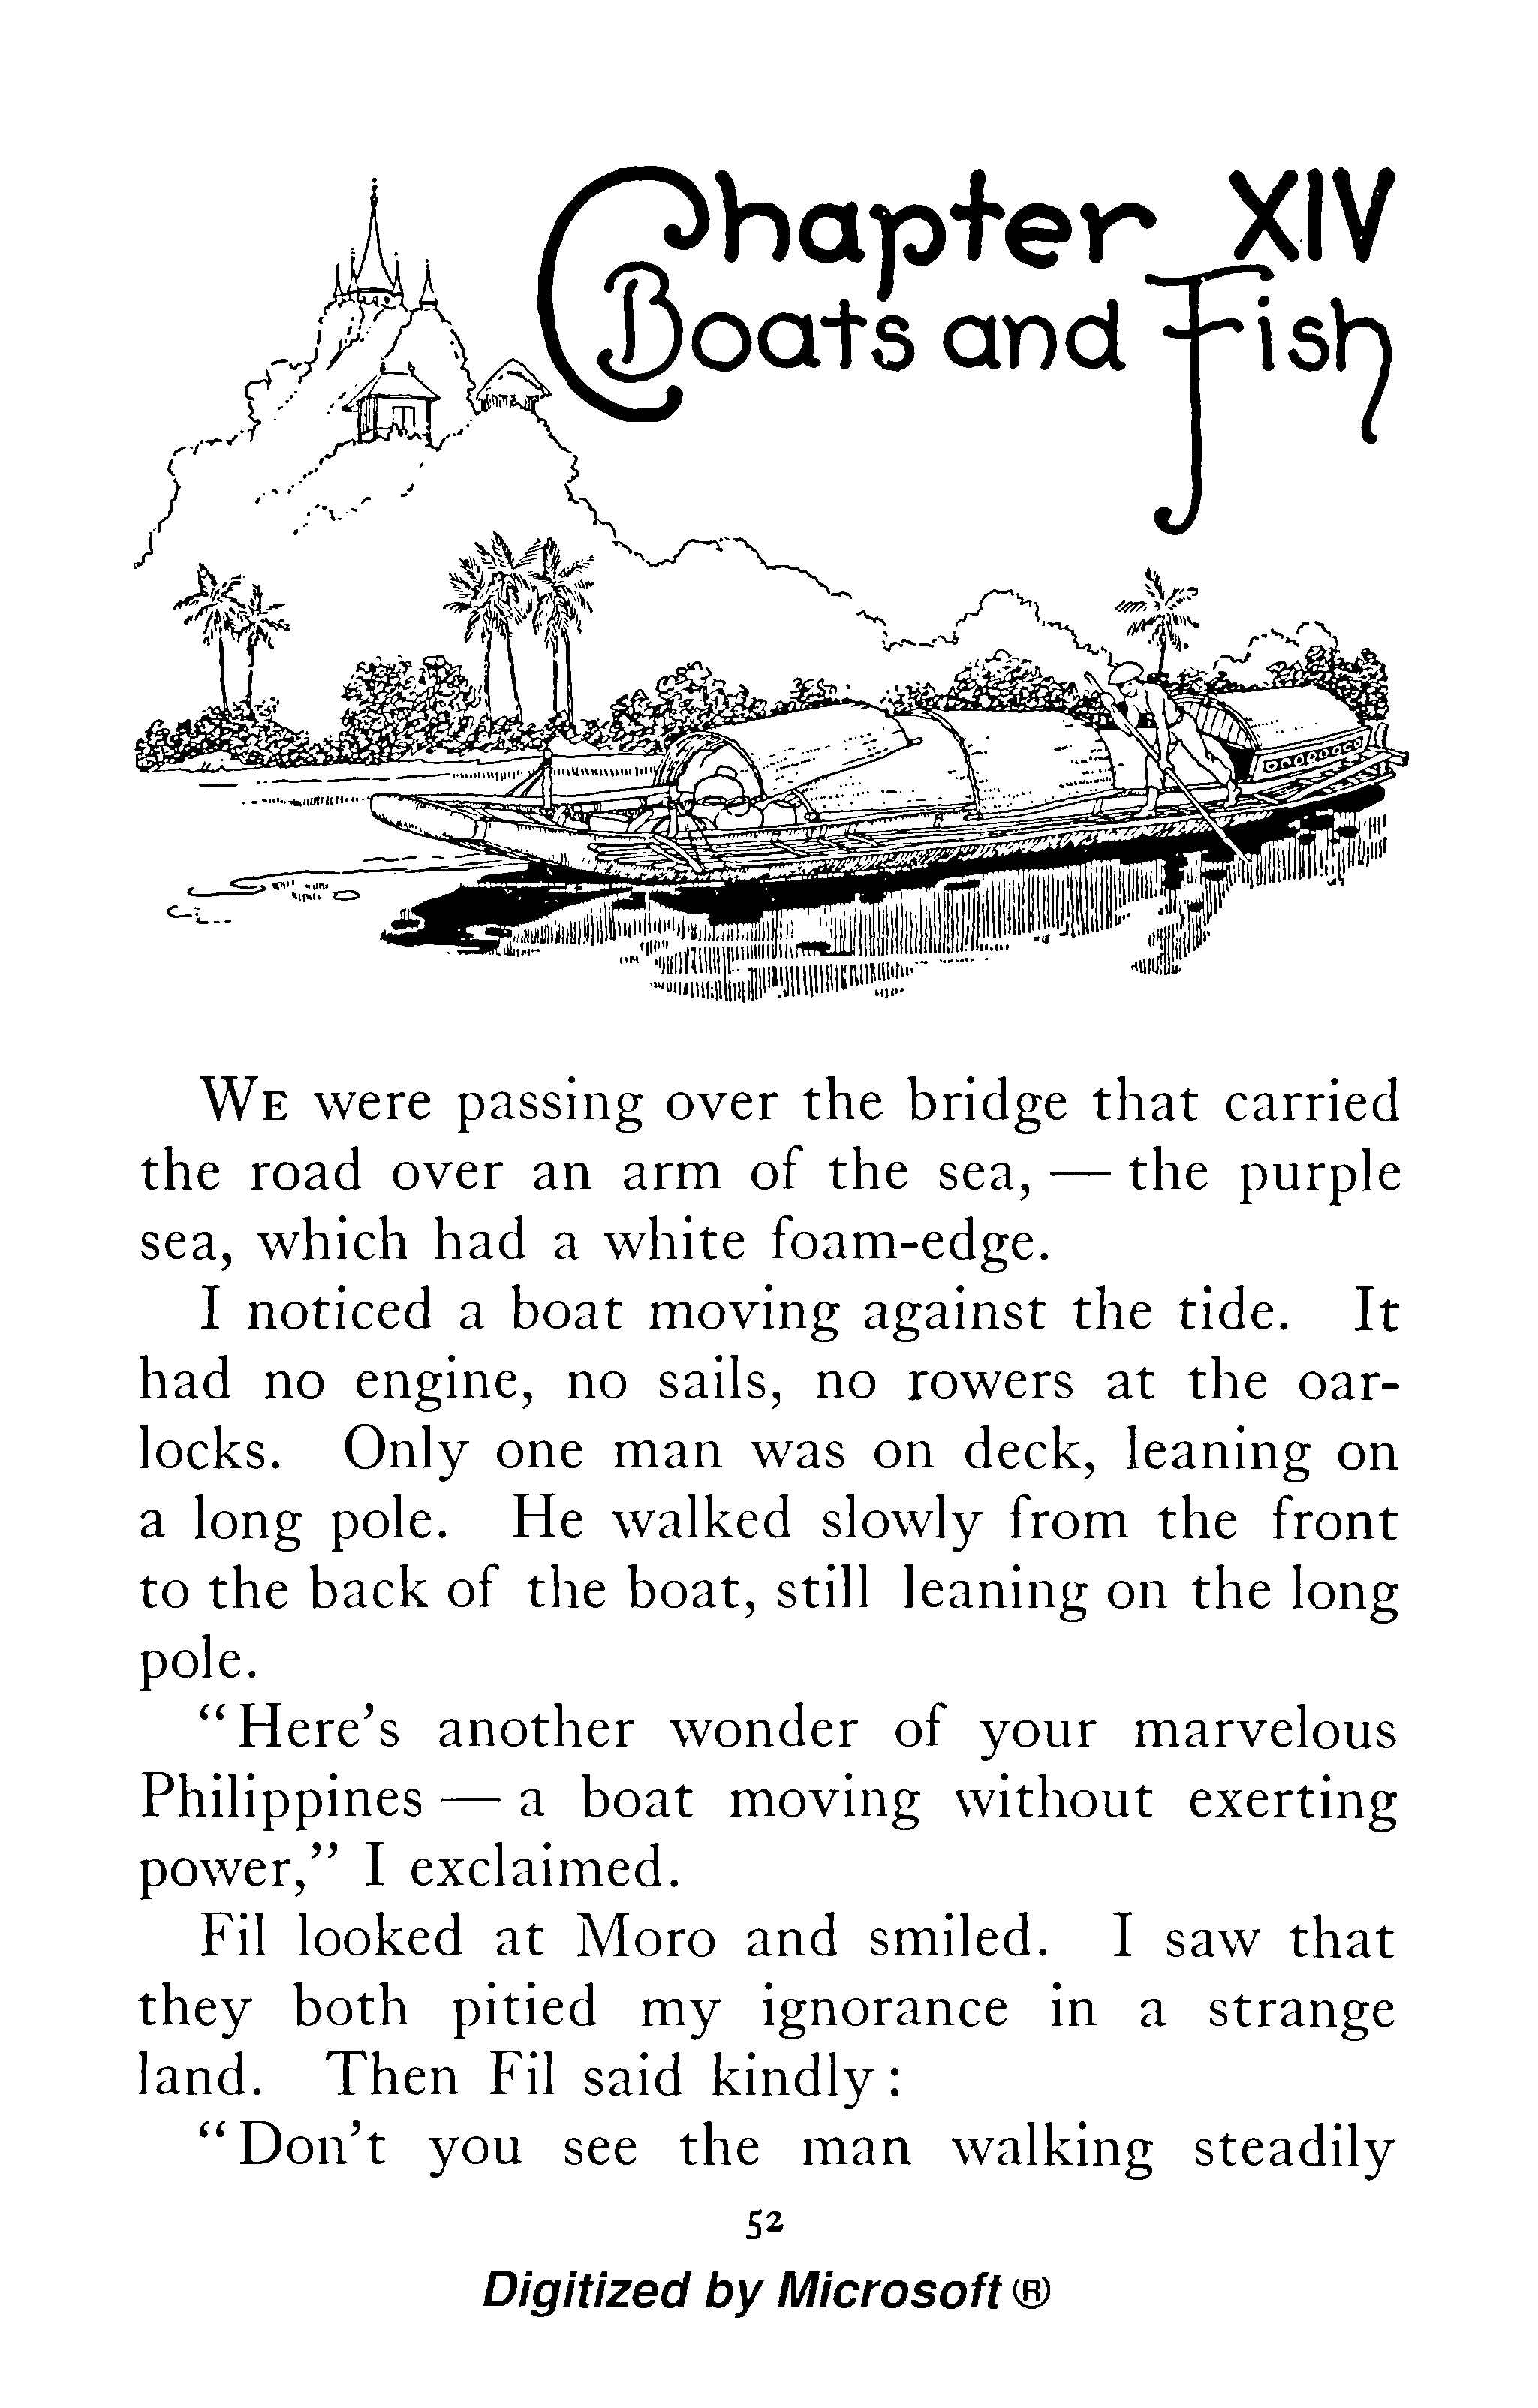 Chapter XIV
Boats and Fish
WE were passing over the bridge that carried
the road over an arm of the sea, — the purple
sea, which had a white foam-edge.
I noticed a boat moving against the tide. It
had no engine, no sails, no rowers at the oar-
locks. Only one man was on deck, leaning on
a long pole. He walked slowly from the front
to the back of the boat, still leaning on the long
pole.
“Here’s another wonder of your marvelous
Philippines — a boat moving without exerting
power,” I exclaimed.
Fil looked at Moro and smiled. I saw that
they both pitied my ignorance in a strange
land. Then Fil said kindly:
“Don’t you see the man walking steadily
52
Digitized by Microsoft ®